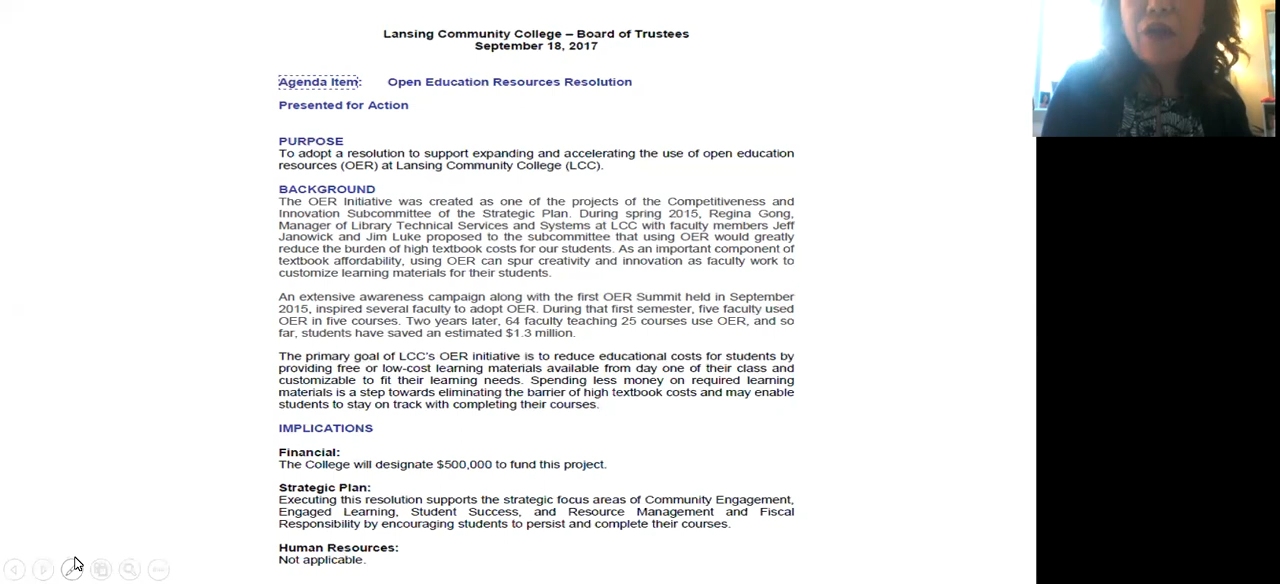 Lansing Community College – Board of Trustees
September 18, 2017
Agenda Item: Open Education Resources Resolution
Presented for Action
PURPOSE
To adopt a resolution to support expanding and accelerating the use of open education
resources (OER) at Lansing Community College (LCC).
BACKGROUND
The OER Initiative was created as one of the projects of the Competitiveness and
Innovation Subcommittee of the Strategic Plan. During spring 2015, Regina Gong,
Manager of Library Technical Services and Systems at LCC with faculty members Jeff
Janowick and Jim Luke proposed to the subcommittee that using OER would greatly
reduce the burden of high textbook costs for our students. As an important component of
textbook affordability, using OER can spur creativity and innovation as faculty work to
customize learning materials for their students.
An extensive awareness campaign along with the first OER Summit held in September
2015, inspired several faculty to adopt OER. During that first semester, five faculty used
OER in five courses. Two years later, 64 faculty teaching 25 courses use OER, and so
far, students have saved an estimated $1.3 million.
The primary goal of LCC's OER initiative is to reduce educational costs for students by
providing free or low-cost learning materials available from day one of their class and
customizable to fit their learning needs. Spending less money on required learning
materials is a step towards eliminating the barrier of high textbook costs and may enable
students to stay on track with completing their courses.
IMPLICATIONS
Financial:
The College will designate $500,000 to fund this project.
Strategic Plan:
Executing this resolution supports the strategic focus areas of Community Engagement,
Engaged Learning, Student Success, and Resource Management and Fiscal
Responsibility by encouraging students to persist and complete their courses.
Human Resources:
Not applicable.